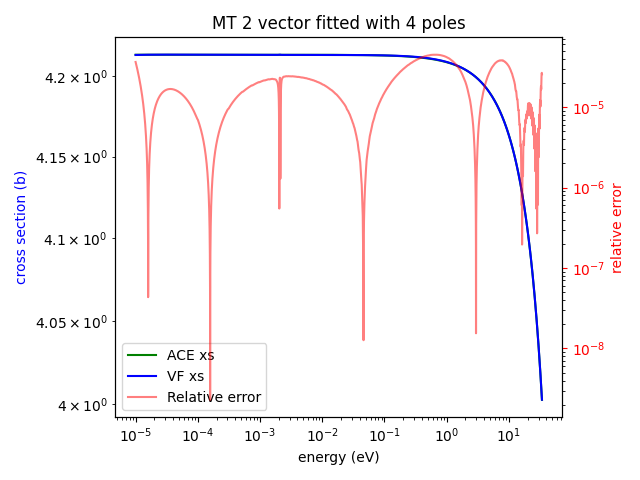 MT 2 vector fitted with 4 poles
4.2 × 10⁰
4.15 × 10⁰
4.1 × 10⁰
4.05 × 10⁰
4 × 10⁰
cross section (b)
10⁻⁵
10⁻⁶
10⁻⁷
10⁻⁸
relative error
ACE xs
VF xs
Relative error
10⁻⁵ 10⁻⁴ 10⁻³ 10⁻² 10⁻¹ 10⁰ 10¹
energy (eV)